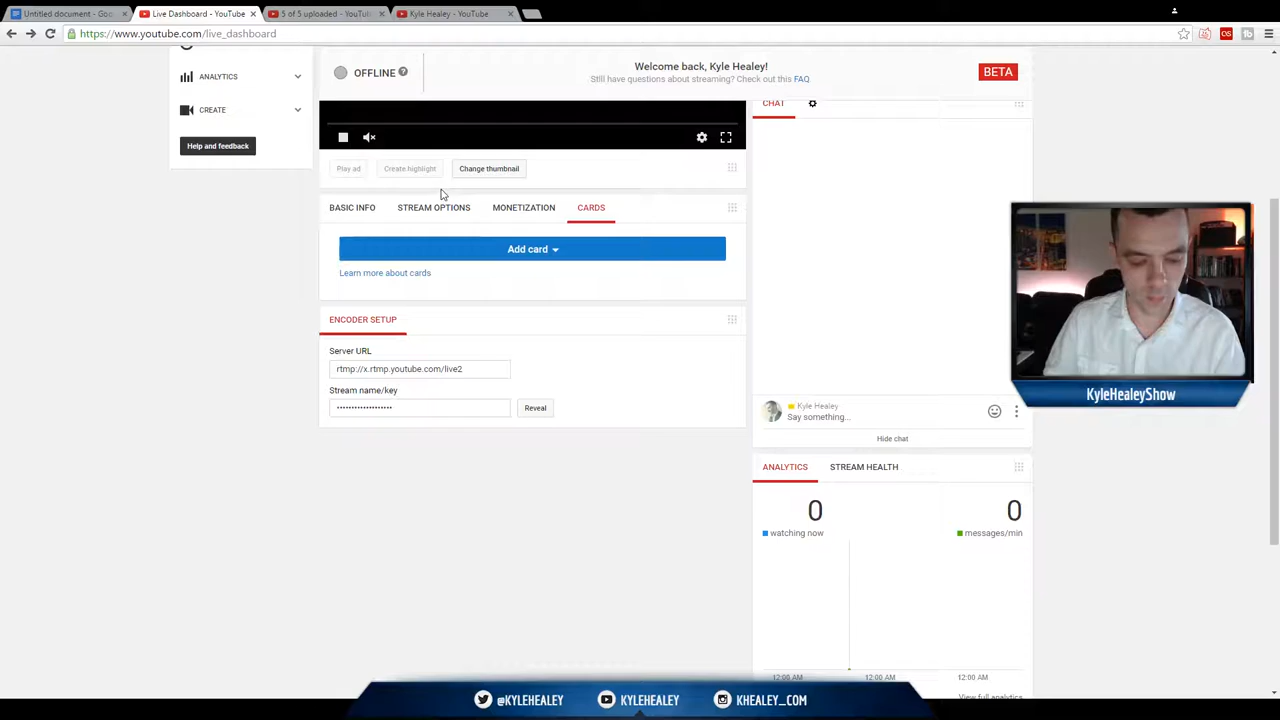 Untitled document - Goo
Live Dashboard - YouTube
5 of 5 uploaded - YouTub
Kyle Healey - YouTube
https://www.youtube.com/live_dashboard
ANALYTICS
CREATE
Help and feedback
OFFLINE
Welcome back, Kyle Healey!
Still have questions about streaming? Check out this FAQ
BETA
CHAT
Play ad
Create highlight
Change thumbnail
BASIC INFO
STREAM OPTIONS
MONETIZATION
CARDS
Add card
Learn more about cards
ENCODER SETUP
Server URL
rtmp://x.rtmp.youtube.com/live2
Stream name/key
•••••••••••••••••••
Reveal
Kyle Healey
Say something...
Hide chat
ANALYTICS
STREAM HEALTH
0
0
watching now
messages/min
12:00 AM
12:00 AM
12:00 AM
View full analytics
KyleHealeyShow
@KYLEHEALEY
KYLEHEALEY
KHEALEY_COM